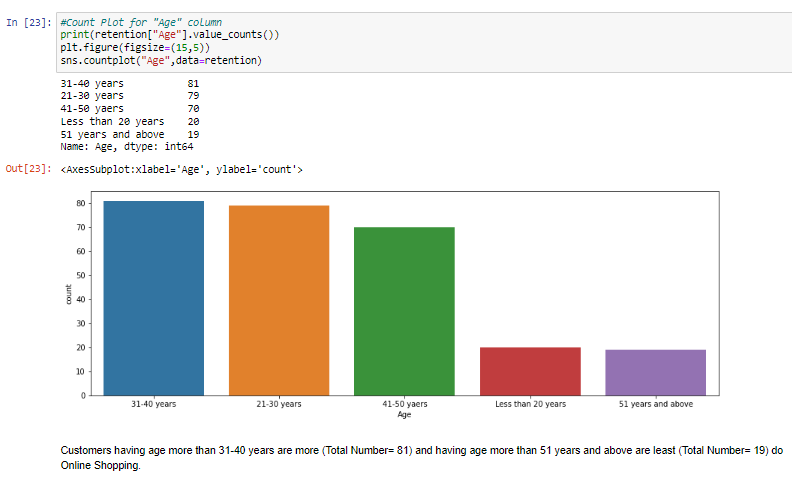 In [23]: #Count Plot for "Age" column
print(retention["Age"].value_counts())
plt.figure(figsize=(15,5))
sns.countplot("Age",data=retention)
31-40 years 81
21-30 years 79
41-50 yaers 70
Less than 20 years 20
51 years and above 19
Name: Age, dtype: int64
Out[23]: <AxesSubplot:xlabel='Age', ylabel='count'>
80
70
60
50
40
30
20
10
0
count
31-40 years 21-30 years 41-50 yaers Less than 20 years 51 years and above
Age
Customers having age more than 31-40 years are more (Total Number= 81) and having age more than 51 years and above are least (Total Number= 19) do
Online Shopping.